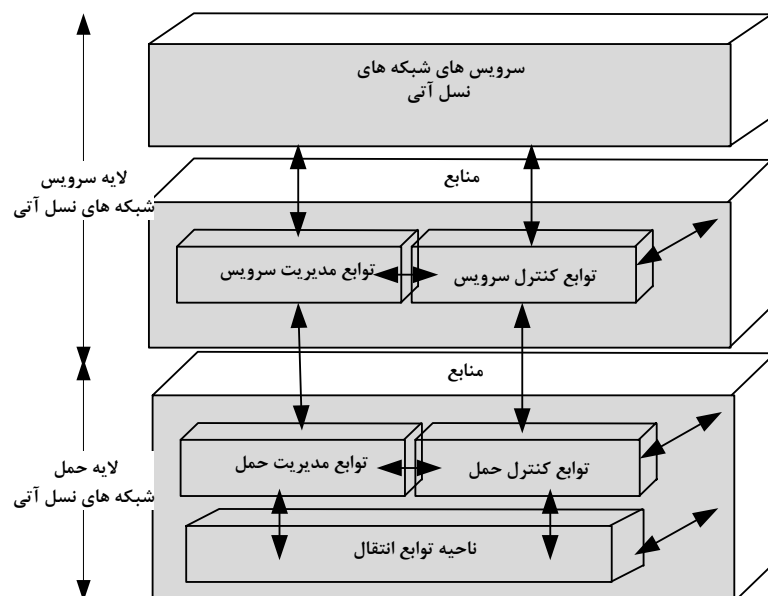 سرویس های شبکه های
نسل آتی
لایه سرویس
شبکه های نسل آتی
منابع
توابع مدیریت سرویس
توابع کنترل سرویس
منابع
لایه حمل
شبکه های نسل آتی
توابع مدیریت حمل
توابع کنترل حمل
ناحیه توابع انتقال